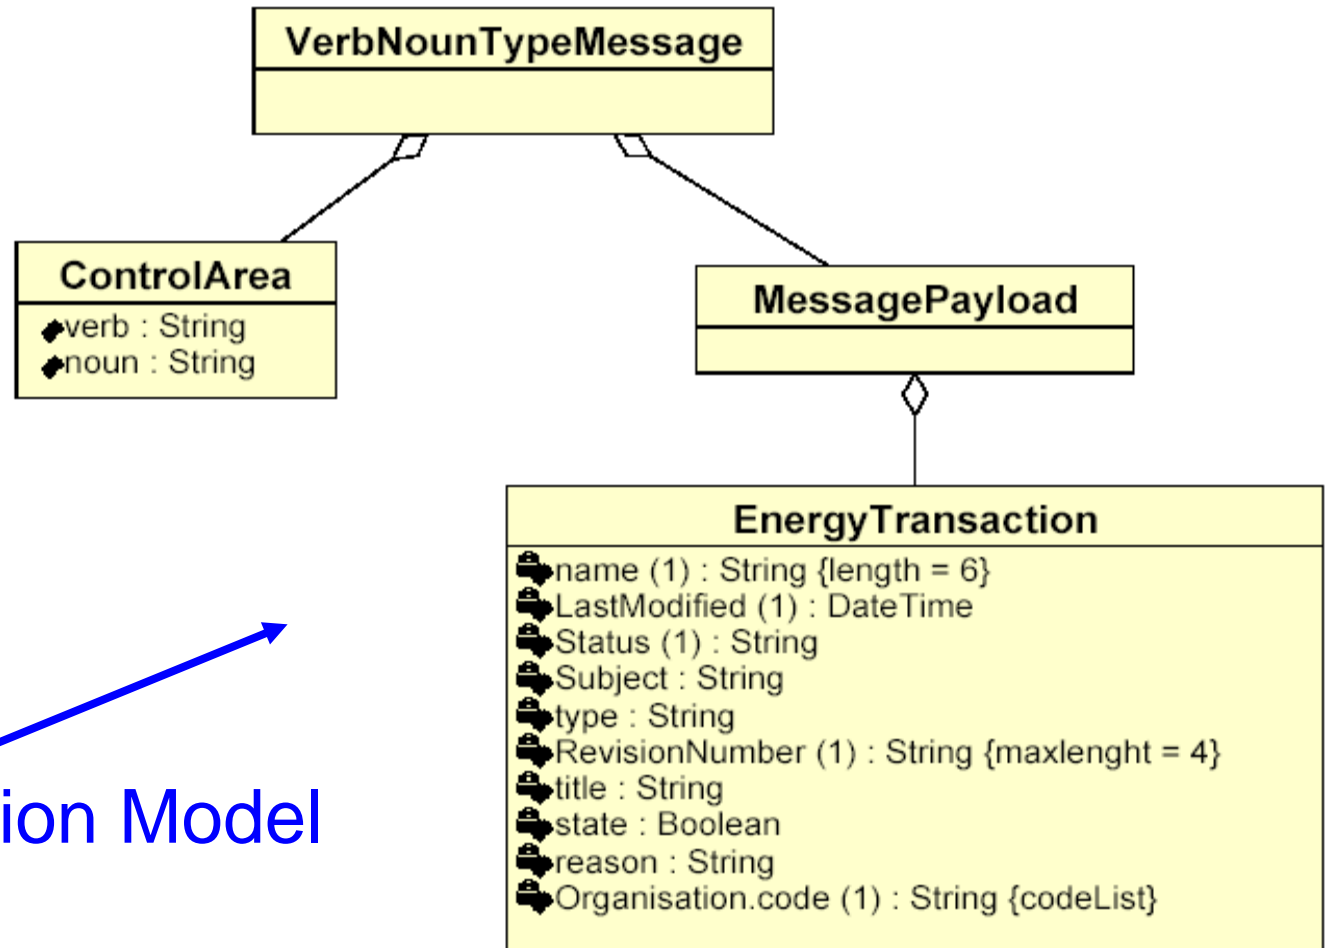 VerbNounTypeMessage
ControlArea
verb : String
noun : String
MessagePayload
EnergyTransaction
name (1) : String {length = 6}
LastModified (1) : DateTime
Status (1) : String
Subject : String
type : String
RevisionNumber (1) : String {maxlenght = 4}
title : String
state : Boolean
reason : String
Organisation.code (1) : String {codeList}
ion Model